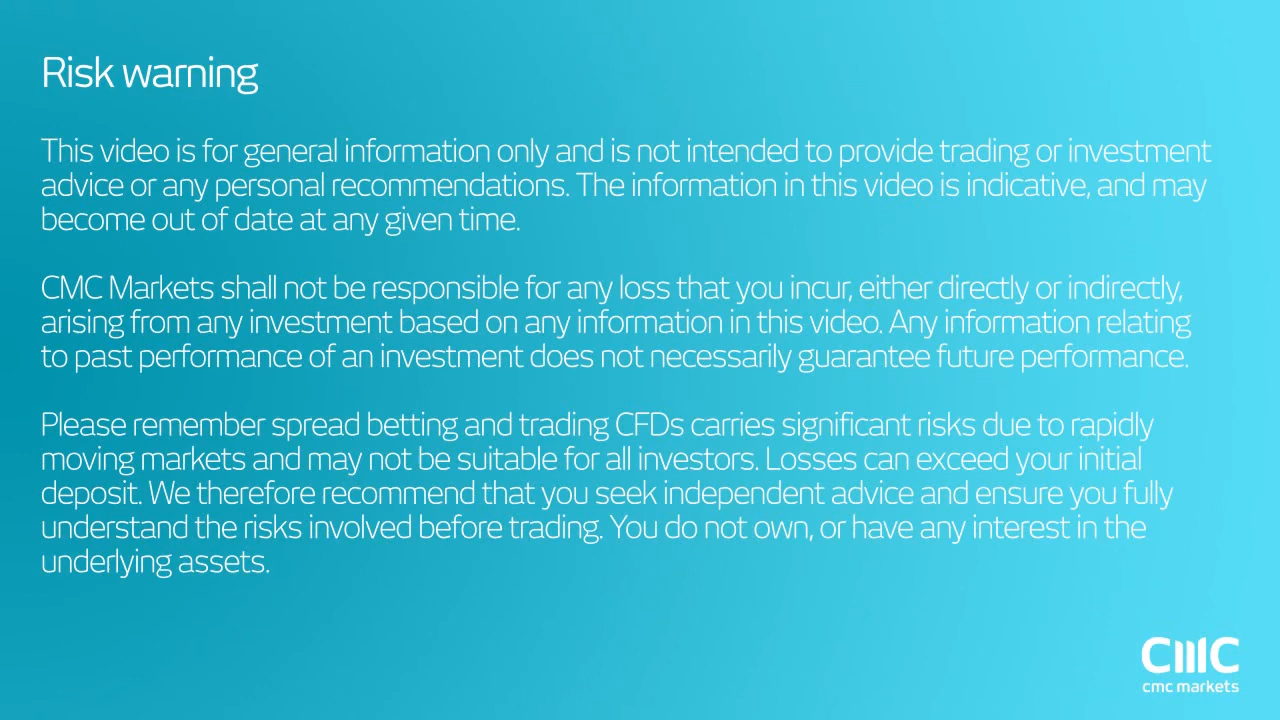 Risk warning
This video is for general information only and is not intended to provide trading or investment
advice or any personal recommendations. The information in this video is indicative, and may
become out of date at any given time.
CMC Markets shall not be responsible for any loss that you incur, either directly or indirectly,
arising from any investment based on any information in this video. Any information relating
to past performance of an investment does not necessarily guarantee future performance.
Please remember spread betting and trading CFDs carries significant risks due to rapidly
moving markets and may not be suitable for all investors. Losses can exceed your initial
deposit. We therefore recommend that you seek independent advice and ensure you fully
understand the risks involved before trading. You do not own, or have any interest in the
underlying assets.
CMC
cmc markets